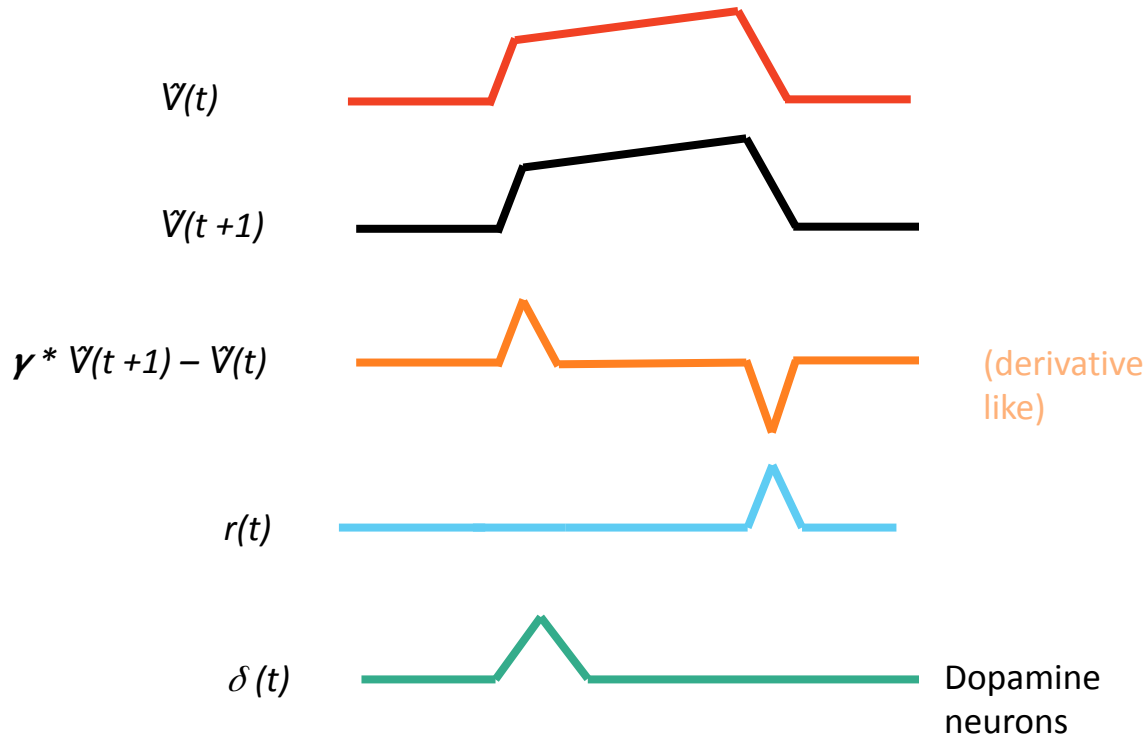 V̂(t)
V̂(t +1)
γ * V̂(t +1) – V̂(t)
(derivative
like)
r(t)
δ (t)
Dopamine
neurons